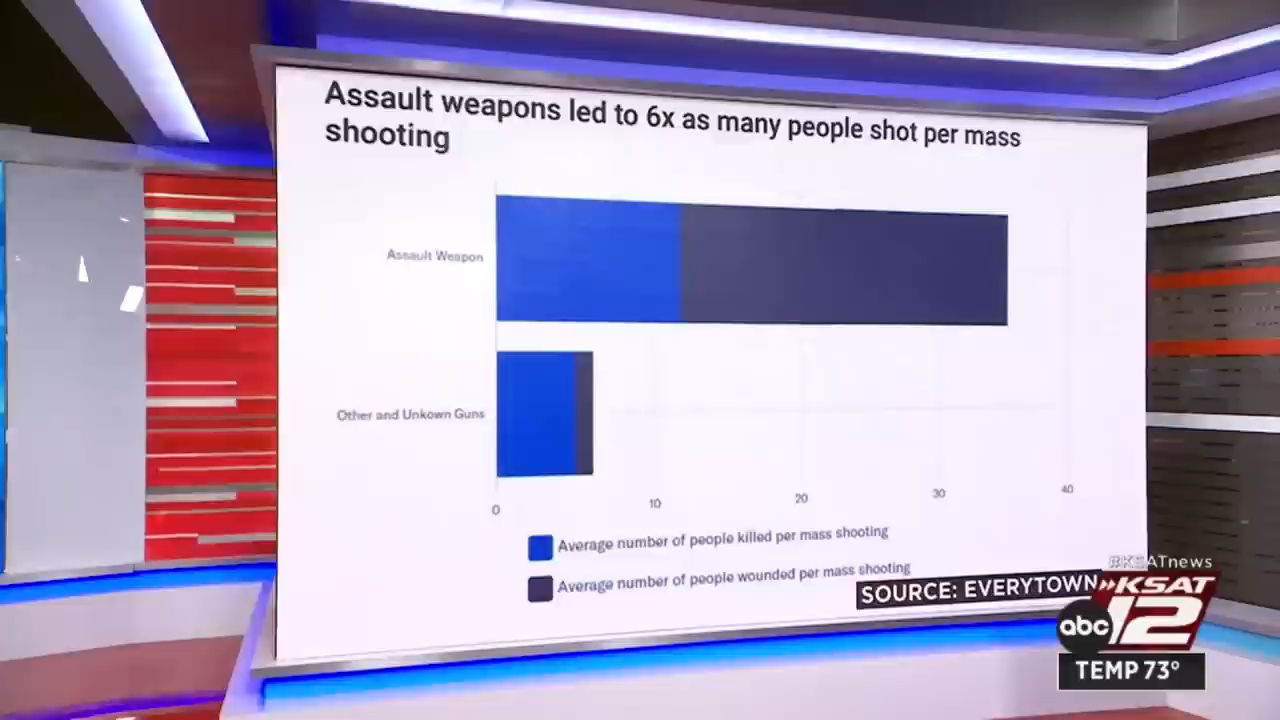 Assault weapons led to 6x as many people shot per mass
shooting
Assault Weapon
Other and Unkown Guns
0
10
20
30
40
Average number of people killed per mass shooting
Average number of people wounded per mass shooting
SOURCE: EVERYTOWN
#KSATnews
KSAT
abc 12
TEMP 73°